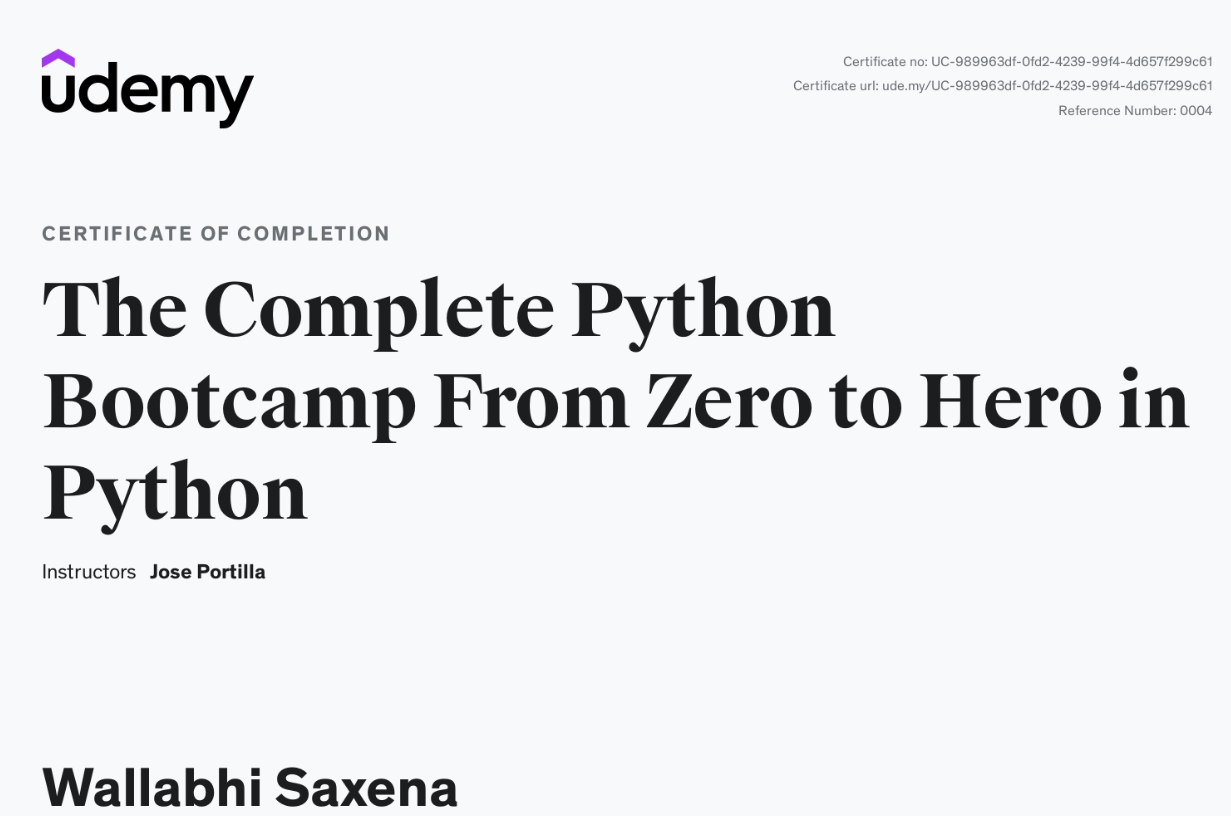 udemy
Certificate no: UC-989963df-0fd2-4239-99f4-4d657f299c61
Certificate url: ude.my/UC-989963df-0fd2-4239-99f4-4d657f299c61
Reference Number: 0004
CERTIFICATE OF COMPLETION
The Complete Python
Bootcamp From Zero to Hero in
Python
Instructors Jose Portilla
Wallabhi Saxena